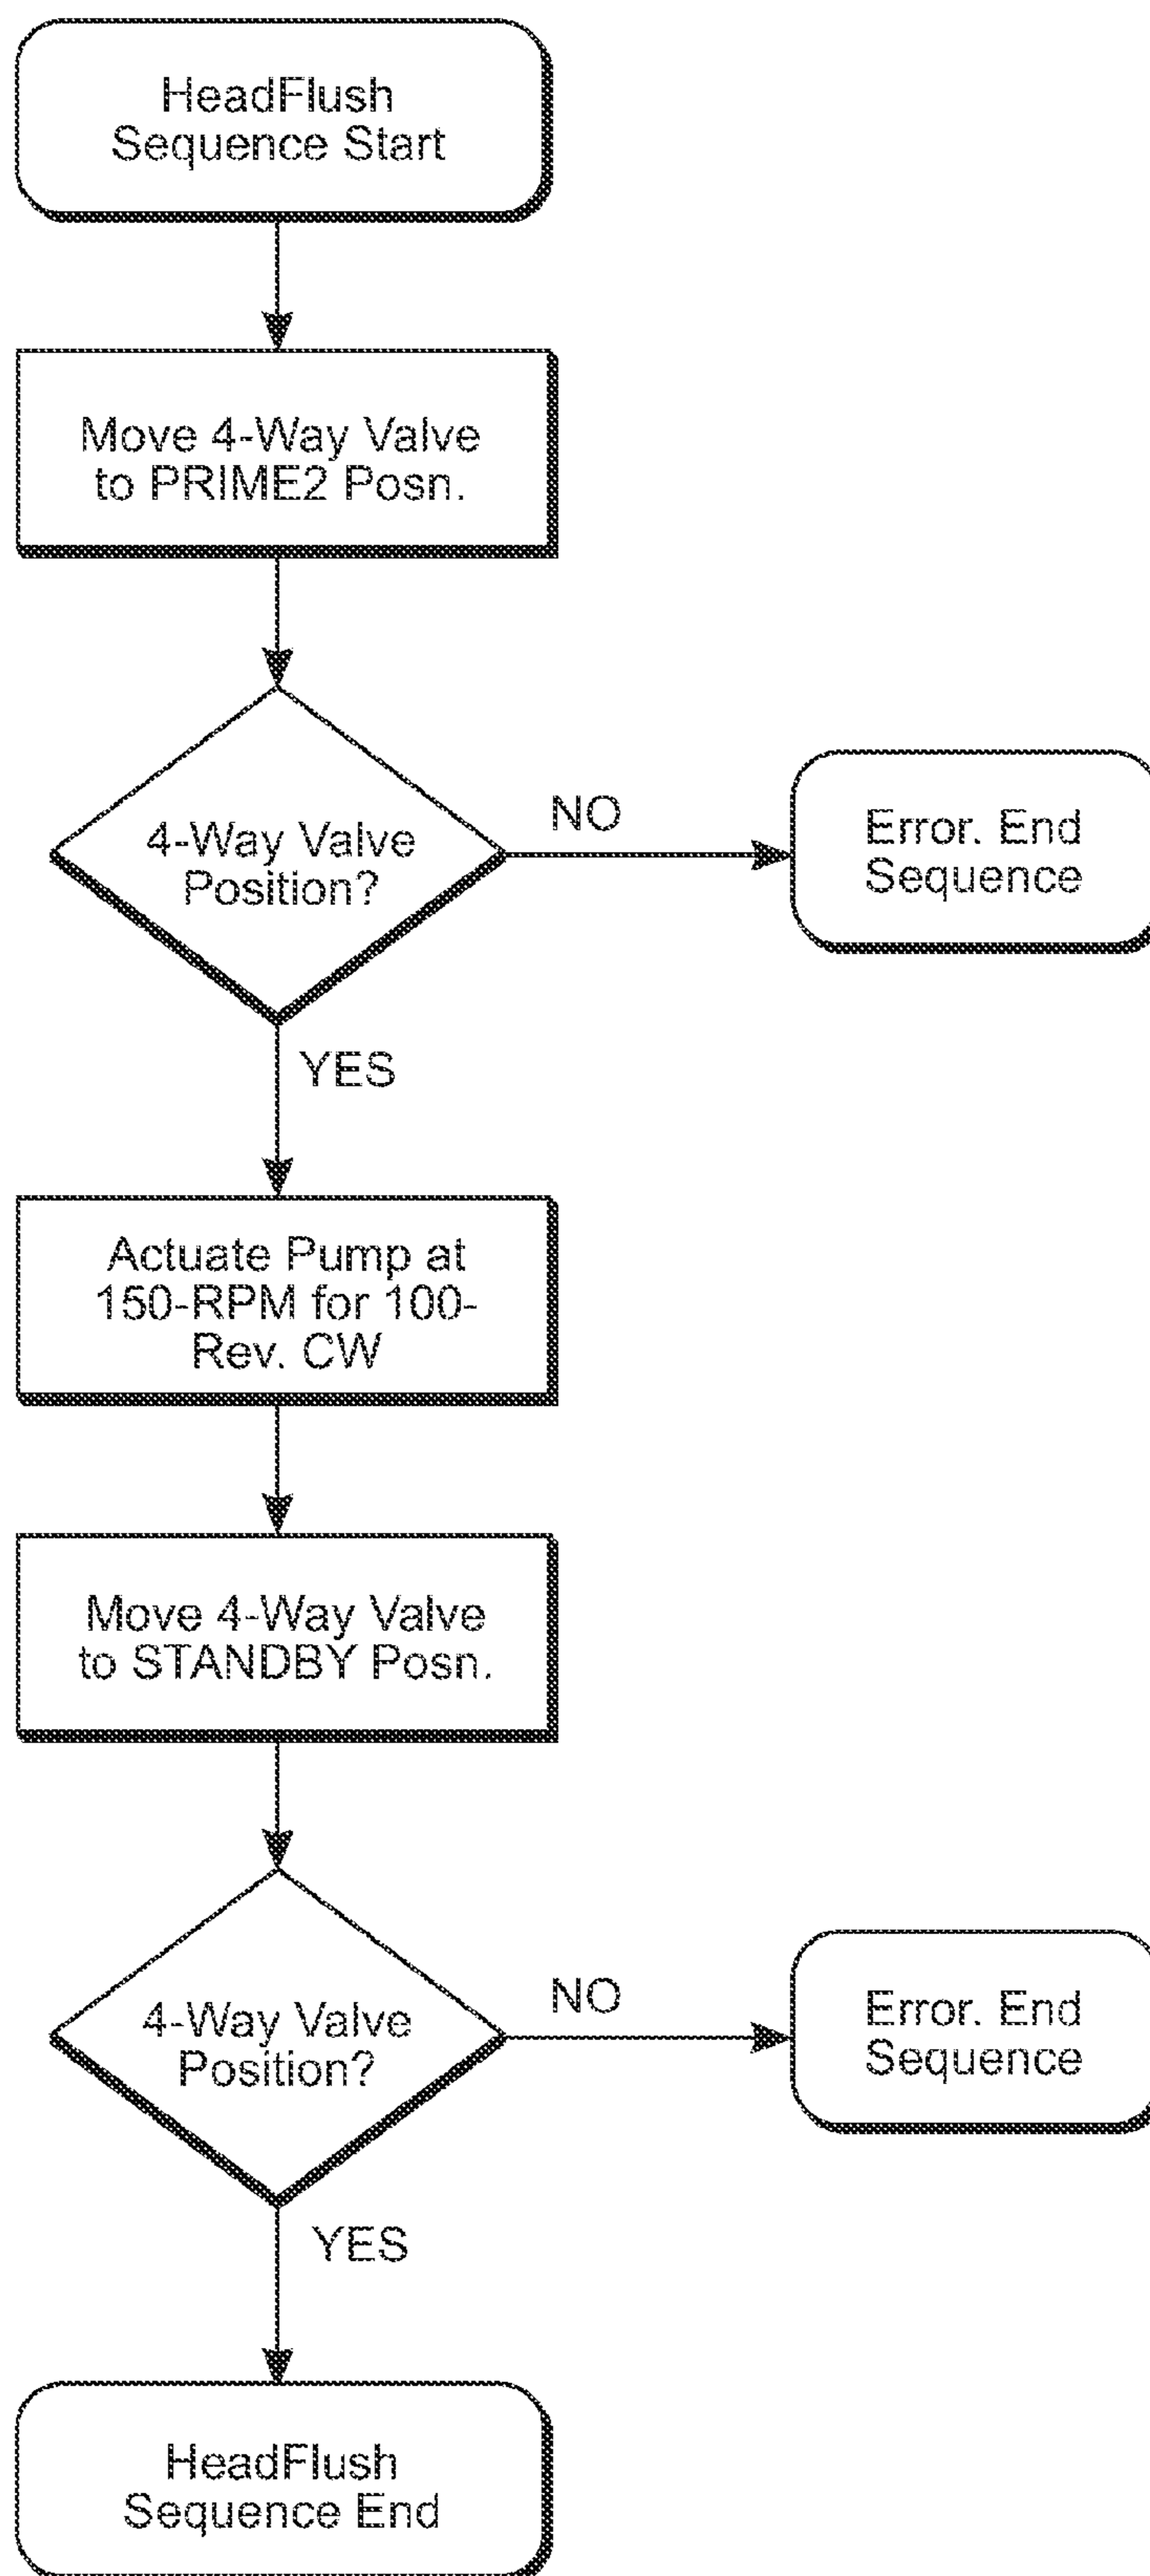 HeadFlush
Sequence Start
Move 4-Way Valve
to PRIME2 Posn.
4-Way Valve
Position?
NO
Error. End
Sequence
YES
Actuate Pump at
150-RPM for 100-
Rev. CW
Move 4-Way Valve
to STANDBY Posn.
4-Way Valve
Position?
NO
Error. End
Sequence
YES
HeadFlush
Sequence End